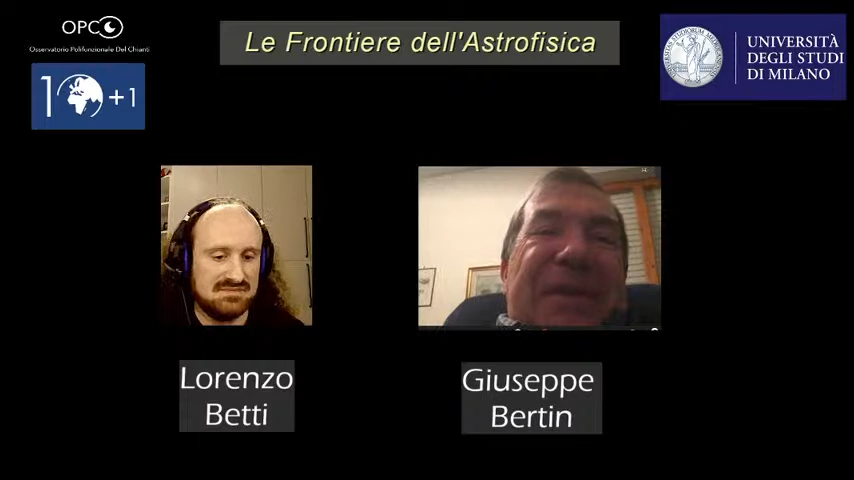 OPC
Osservatorio Polifunzionale Del Chianti
10+1
Le Frontiere dell'Astrofisica
UNIVERSITÀ
DEGLI STUDI
DI MILANO
Lorenzo
Betti
Giuseppe
Bertin